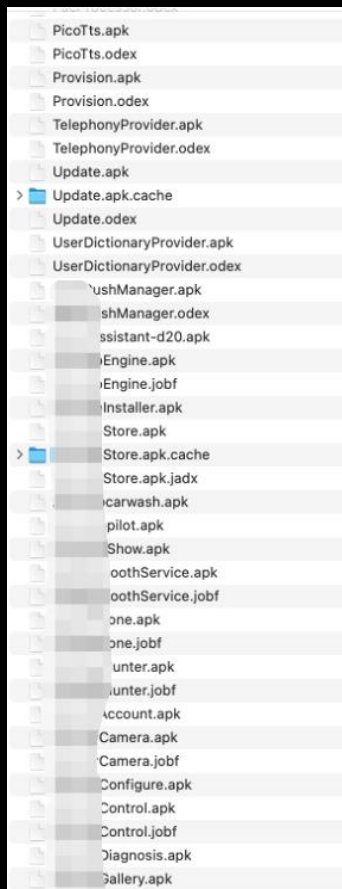 PicoTts.apk
PicoTts.odex
Provision.apk
Provision.odex
TelephonyProvider.apk
TelephonyProvider.odex
Update.apk
Update.apk.cache
Update.odex
UserDictionaryProvider.apk
UserDictionaryProvider.odex
ushManager.apk
shManager.odex
ssistant-d20.apk
Engine.apk
Engine.jobf
Installer.apk
Store.apk
Store.apk.cache
Store.apk.jadx
carwash.apk
pilot.apk
Show.apk
oothService.apk
oothService.jobf
one.apk
one.jobf
unter.apk
unter.jobf
Account.apk
Camera.apk
Camera.jobf
Configure.apk
Control.apk
Control.jobf
Diagnosis.apk
Gallery.apk